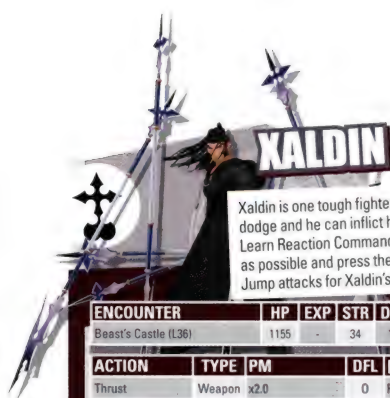 XALDIN
Xaldin is one tough fighte
dodge and he can inflict h
Learn Reaction Command
as possible and press the
Jump attacks for Xaldin's
ENCOUNTER HP EXP STR D
Beast's Castle (L36) 1155 - 34
ACTION TYPE PM DFL
Thrust Weapon x2.0 0